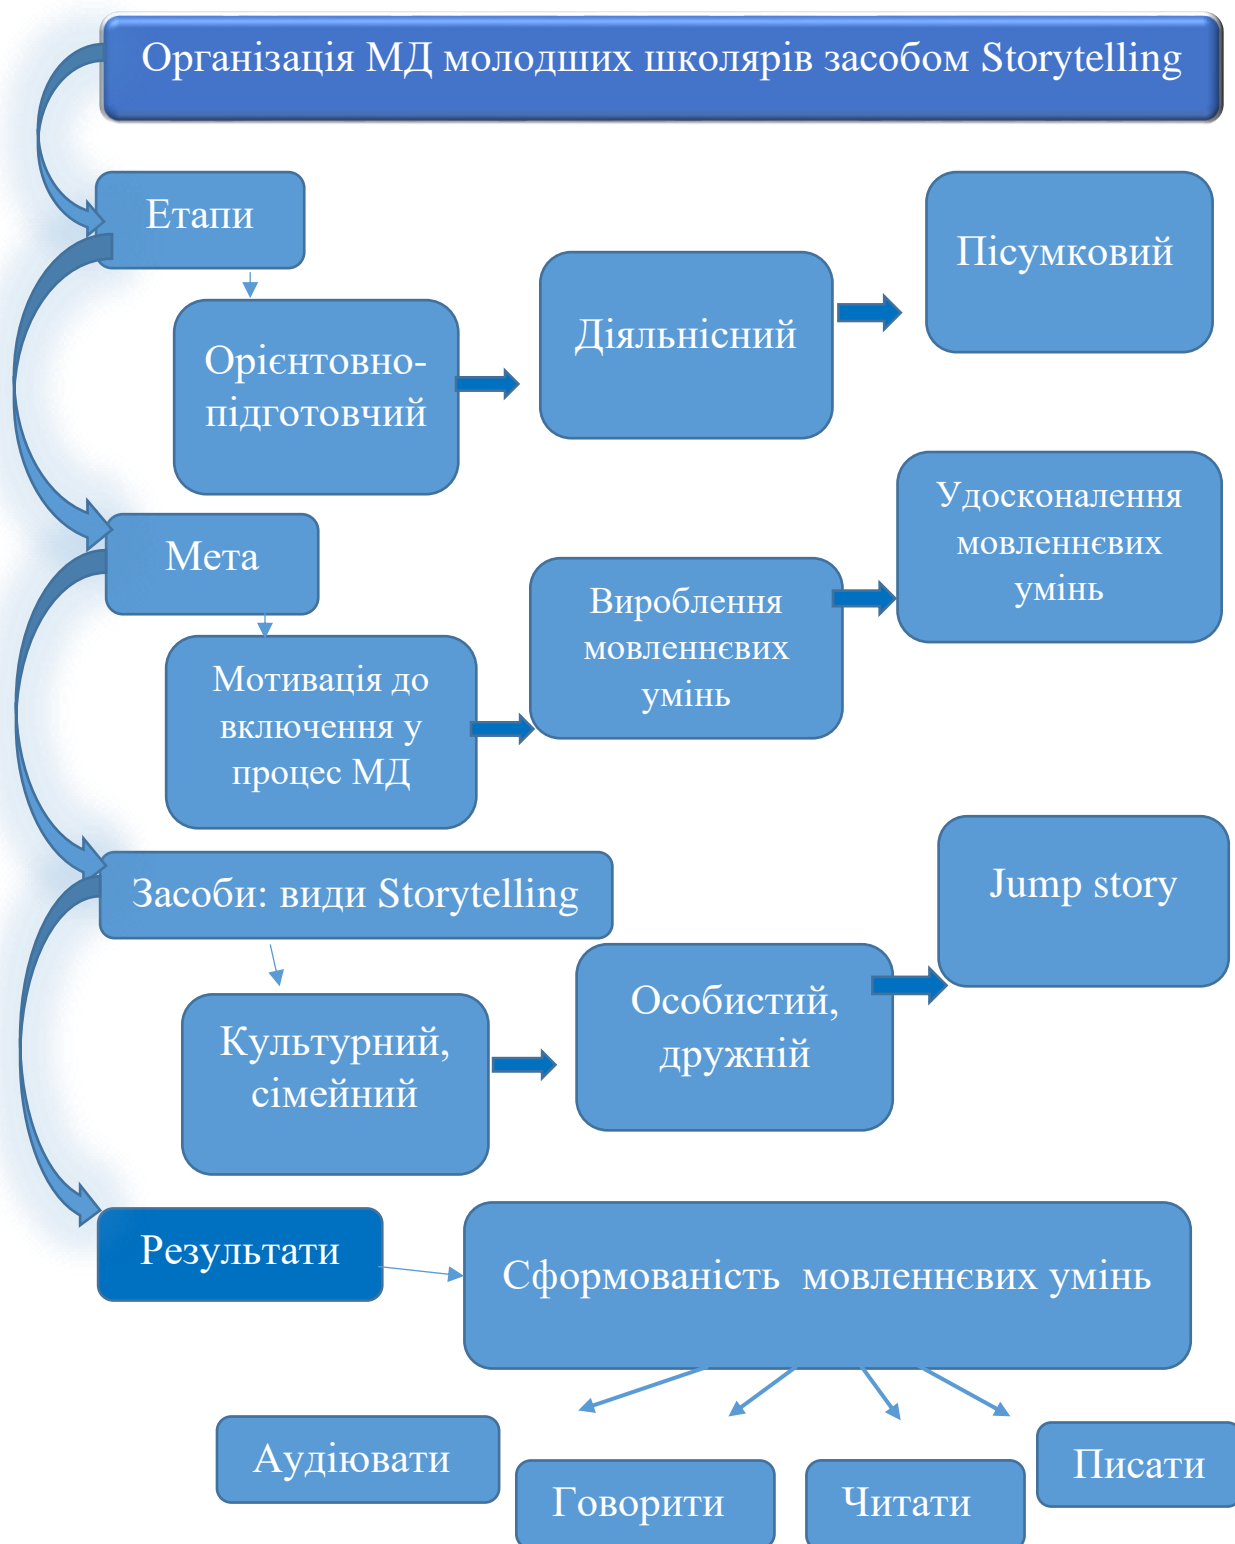 Організація МД молодших школярів засобом Storytelling
Етапи
Орієнтовно-
підготовчий
Діяльнісний
Пісумковий
Мета
Мотивація до
включення у
процес МД
Вироблення
мовленнєвих
умінь
Удосконалення
мовленнєвих
умінь
Засоби: види Storytelling
Культурний,
сімейний
Особистий,
дружній
Jump story
Результати
Сформованість мовленнєвих умінь
Аудіювати
Говорити
Читати
Писати